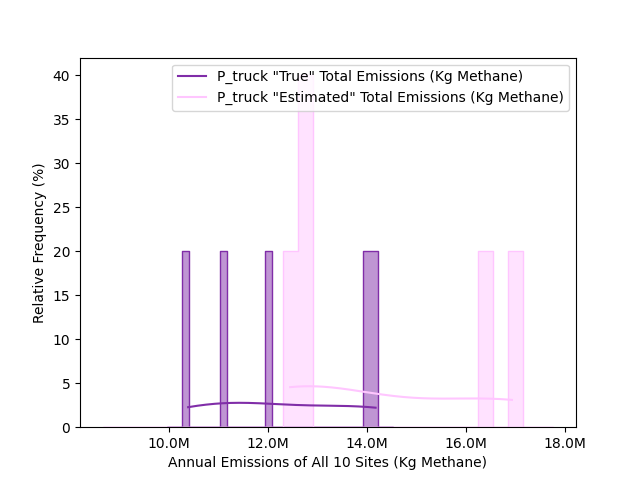 P_truck "True" Total Emissions (Kg Methane)
P_truck "Estimated" Total Emissions (Kg Methane)
40
35
30
25
20
15
10
5
0
Relative Frequency (%)
10.0M 12.0M 14.0M 16.0M 18.0M
Annual Emissions of All 10 Sites (Kg Methane)